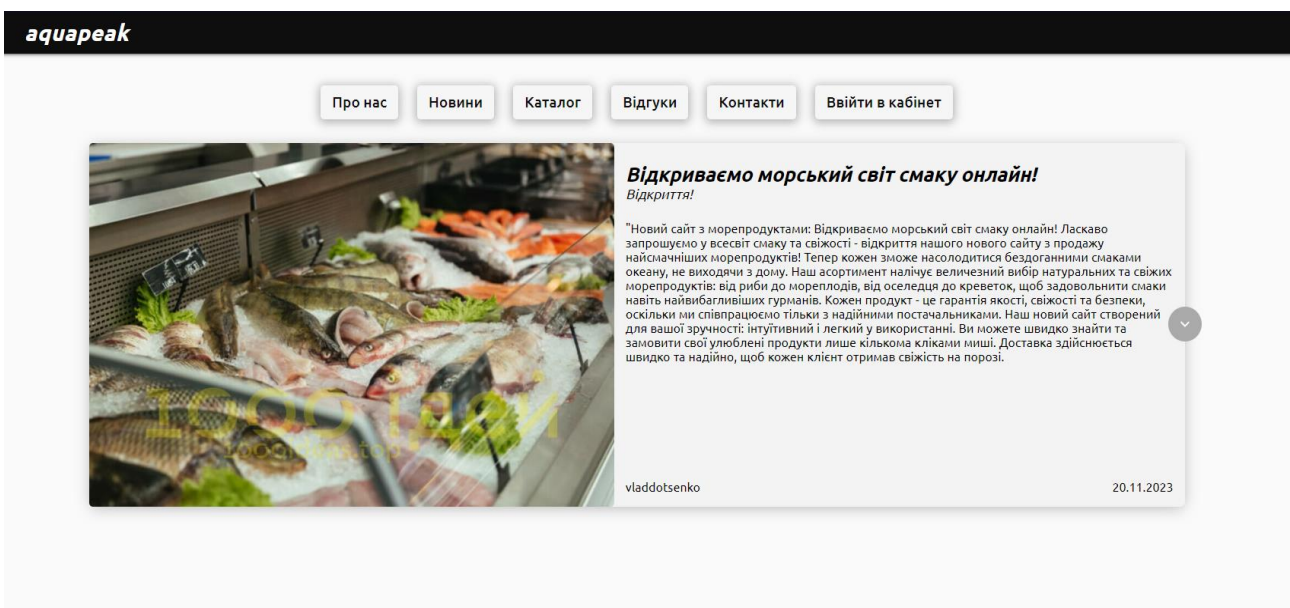 aquapeak
Про нас Новини Каталог Відгуки Контакти Ввійти в кабінет
Відкриваємо морський світ смаку онлайн!
Відкриття!
"Новий сайт з морепродуктами: Відкриваємо морський світ смаку онлайн! Ласкаво
запрошуємо у всесвіт смаку та свіжості - відкриття нашого нового сайту з продажу
найсмачніших морепродуктів! Тепер кожен зможе насолодитися бездоганними смаками
океану, не виходячи з дому. Наш асортимент налічує величезний вибір натуральних та свіжих
морепродуктів: від риби до мореплодів, від оселедця до креветок, щоб задовольнити смаки
навіть найвибагливіших гурманів. Кожен продукт - це гарантія якості, свіжості та безпеки,
оскільки ми співпрацюємо тільки з надійними постачальниками. Наш новий сайт створений
для вашої зручності: інтуїтивний і легкий у використанні. Ви можете швидко знайти та
замовити свої улюблені продукти лише кількома кліками миші. Доставка здійснюється
швидко та надійно, щоб кожен клієнт отримав свіжість на порозі.
1000 ідей
vladdotsenko 20.11.2023